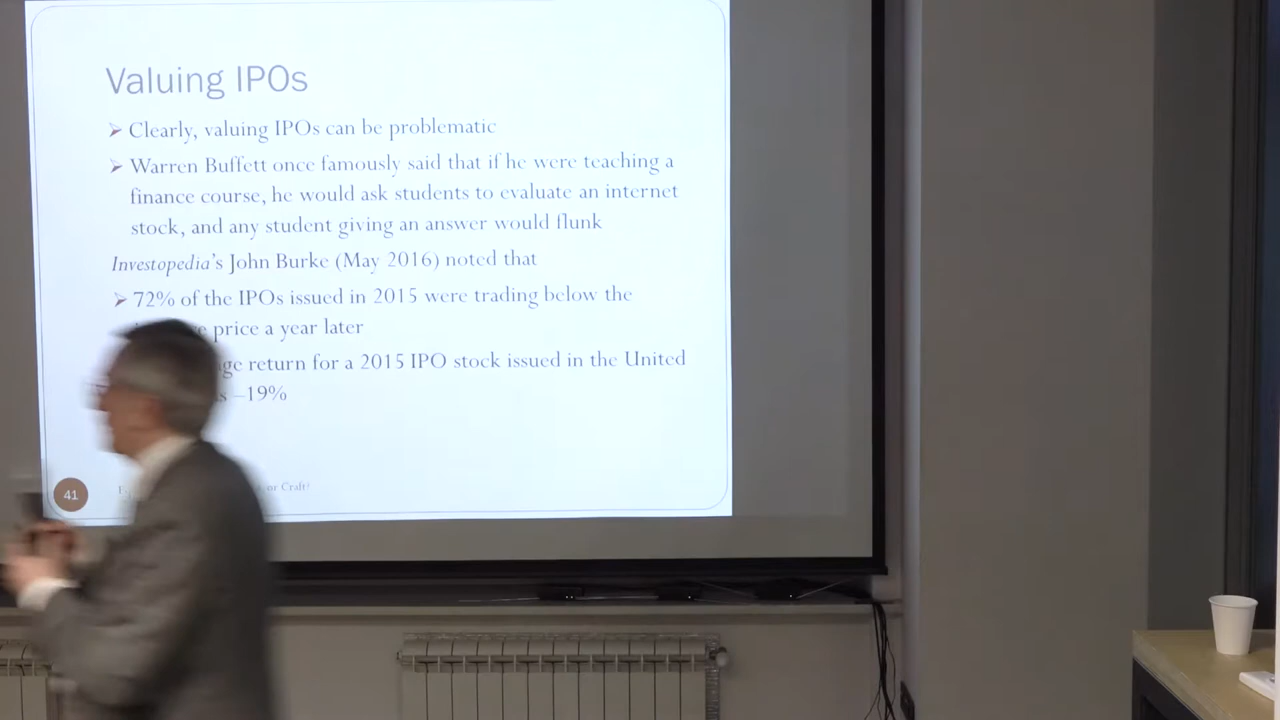 Valuing IPOs
➢ Clearly, valuing IPOs can be problematic
➢ Warren Buffett once famously said that if he were teaching a
finance course, he would ask students to evaluate an internet
stock, and any student giving an answer would flunk
Investopedia's John Burke (May 2016) noted that
➢ 72% of the IPOs issued in 2015 were trading below the
price a year later
return for a 2015 IPO stock issued in the United
–19%
41
or Craft?